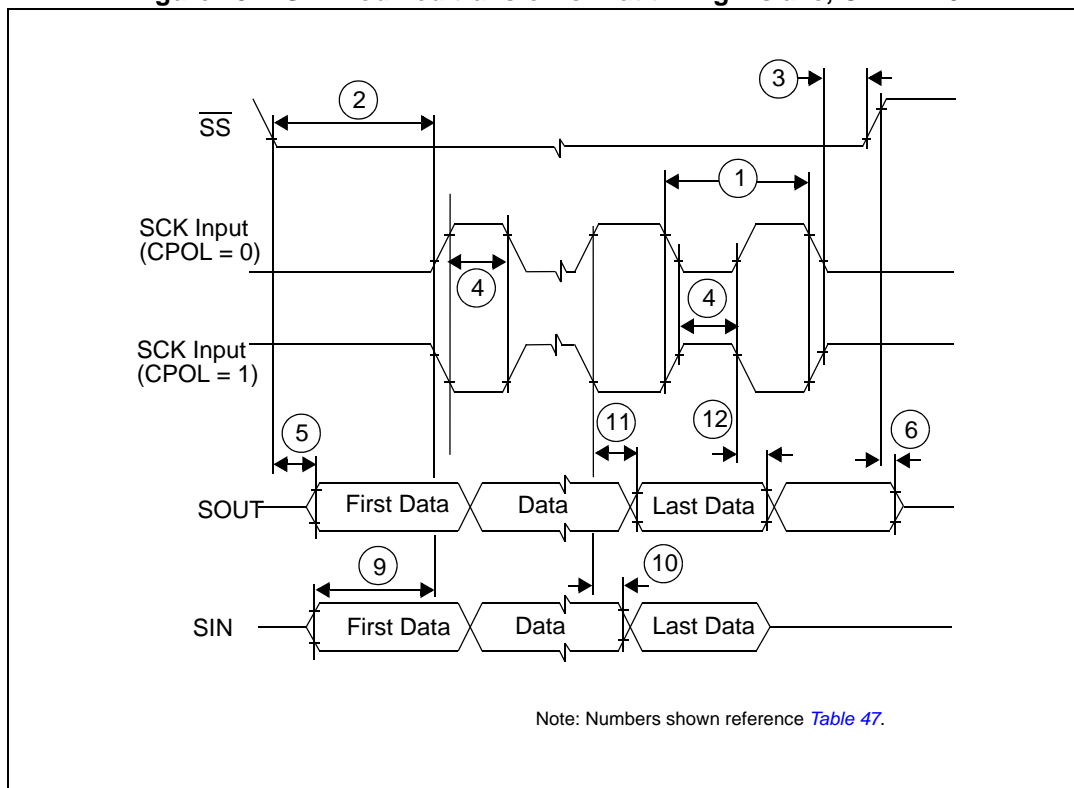 3
2
SS
1
SCK Input
(CPOL = 0)
4
4
SCK Input
(CPOL = 1)
5
11
12
6
SOUT
First Data
Data
Last Data
9
10
SIN
First Data
Data
Last Data
Note: Numbers shown reference Table 47.